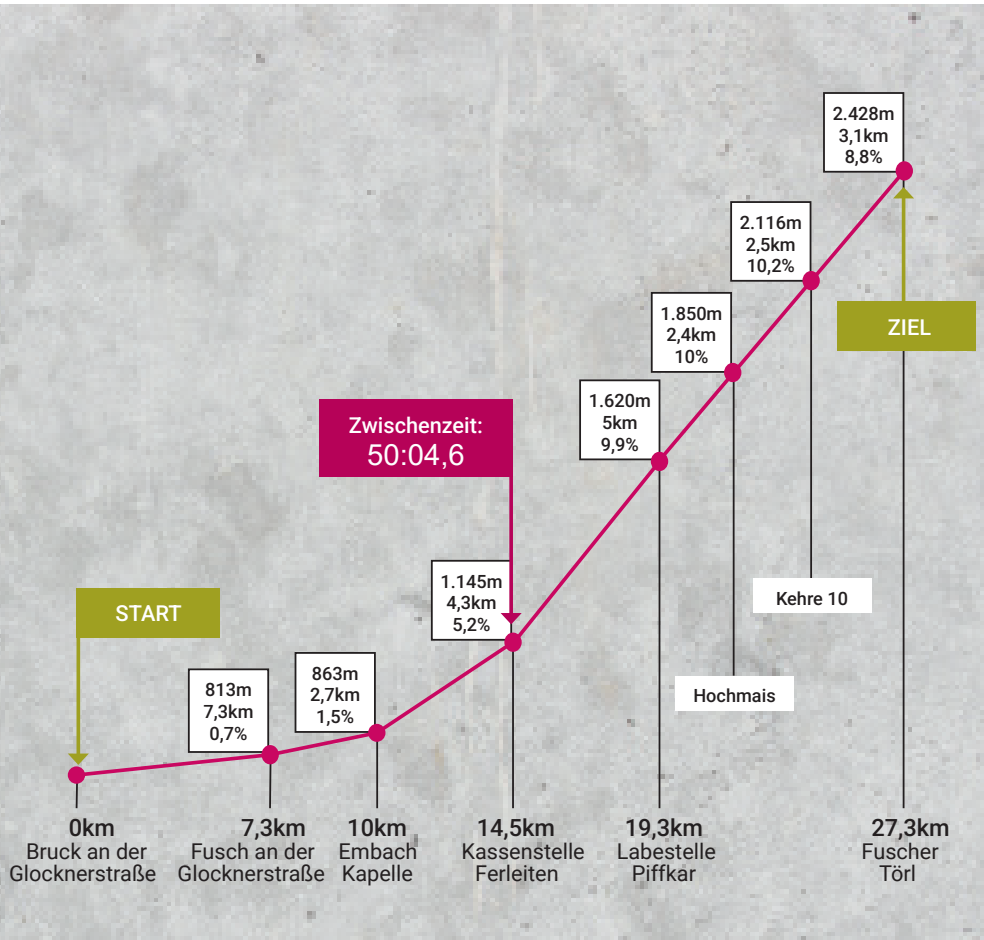 2.428m
3,1km
8,8%
2.116m
2,5km
10,2%
1.850m
2,4km
10%
ZIEL
1.620m
5km
9,9%
Zwischenzeit:
50:04,6
1.145m
4,3km
5,2%
Kehre 10
START
863m
2,7km
1,5%
813m
7,3km
0,7%
Hochmais
0km
Bruck an der
Glocknerstraße
7,3km
Fusch an der
Glocknerstraße
10km
Embach
Kapelle
14,5km
Kassenstelle
Ferleiten
19,3km
Labestelle
Piffkar
27,3km
Fuscher
Törl